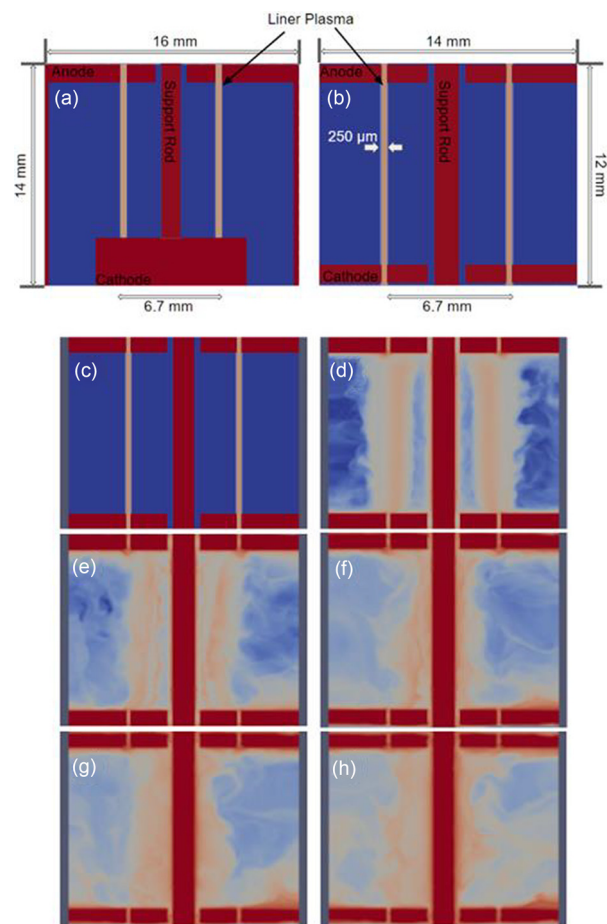 Liner Plasma
16 mm
14 mm
Anode
Anode
(a)
(b)
Support Rod
Support Rod
250 µm
14 mm
12 mm
Cathode
Cathode
6.7 mm
6.7 mm
(c)
(d)
(e)
(f)
(g)
(h)